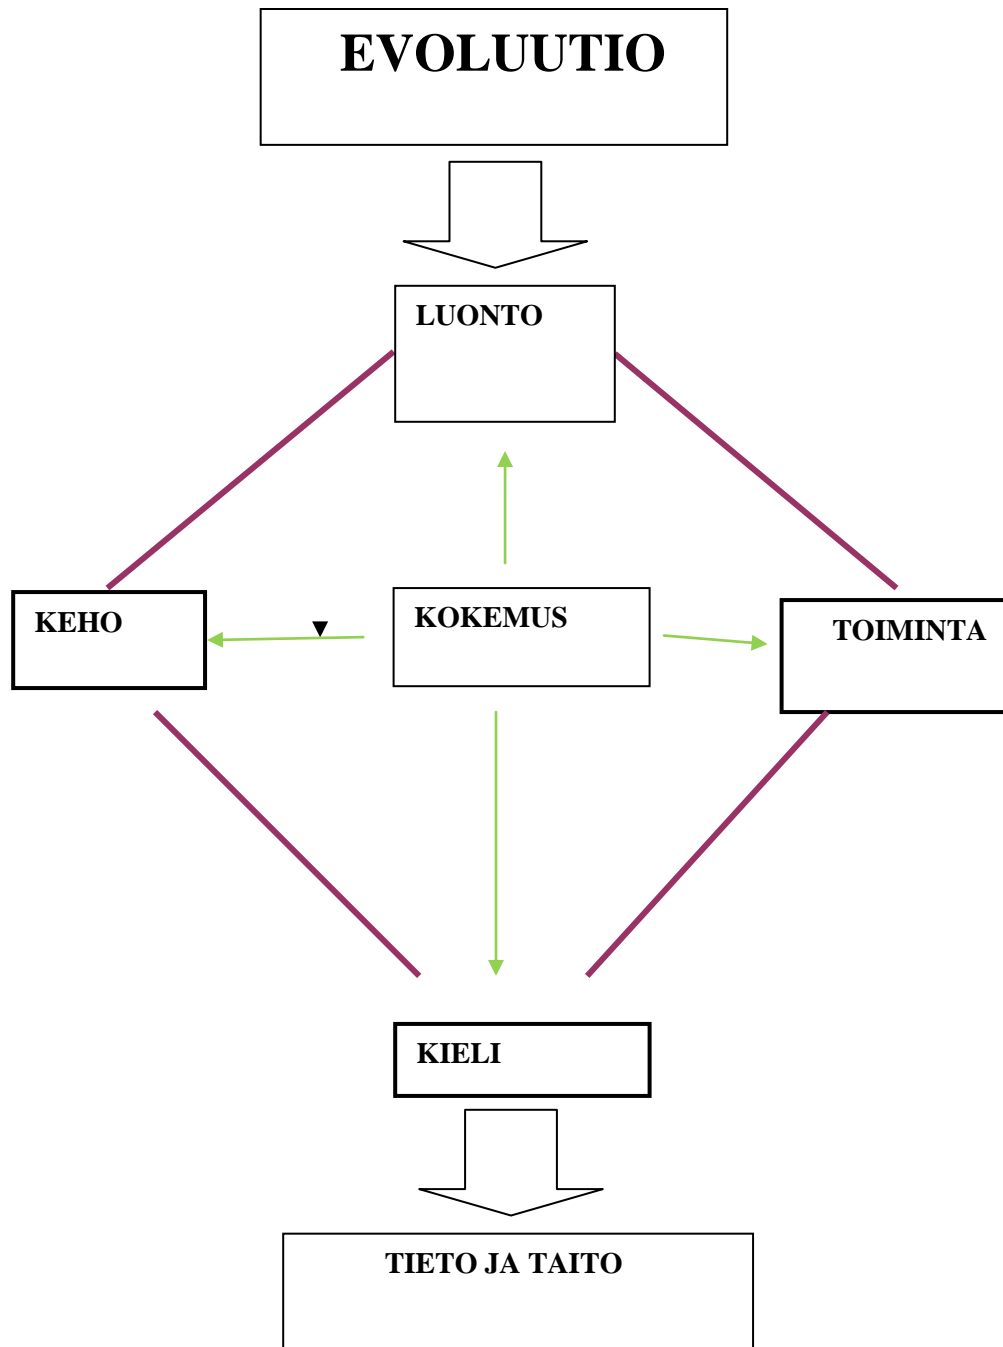 EVOLUUTIO
LUONTO
KEHO
KOKEMUS
TOIMINTA
KIELI
TIETO JA TAITO